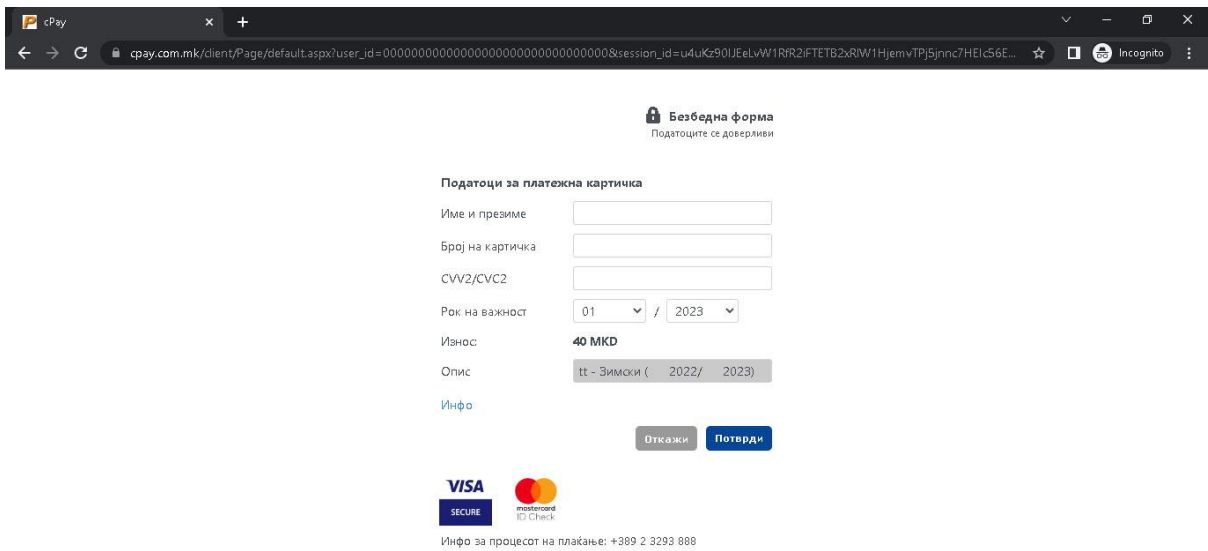 cPay
cpay.com.mk/client/Page/default.aspx?user_id=00000000000000000000000000000000&session_id=u4uKz90IJEeLvW1RfR2iFTETB2xRlW1HjemvTPj5jnnc7HElc56E...
Incognito
Безбедна форма
Податоците се доверливи
Податоци за платежна картичка
Име и презиме
Број на картичка
CVV2/CVC2
Рок на важност 01 / 2023
Износ: 40 MKD
Опис tt - Зимски ( 2022/ 2023)
Инфо
Откажи Потврди
VISA
SECURE
mastercard
ID Check
Инфо за процесот на плаќање: +389 2 3293 888